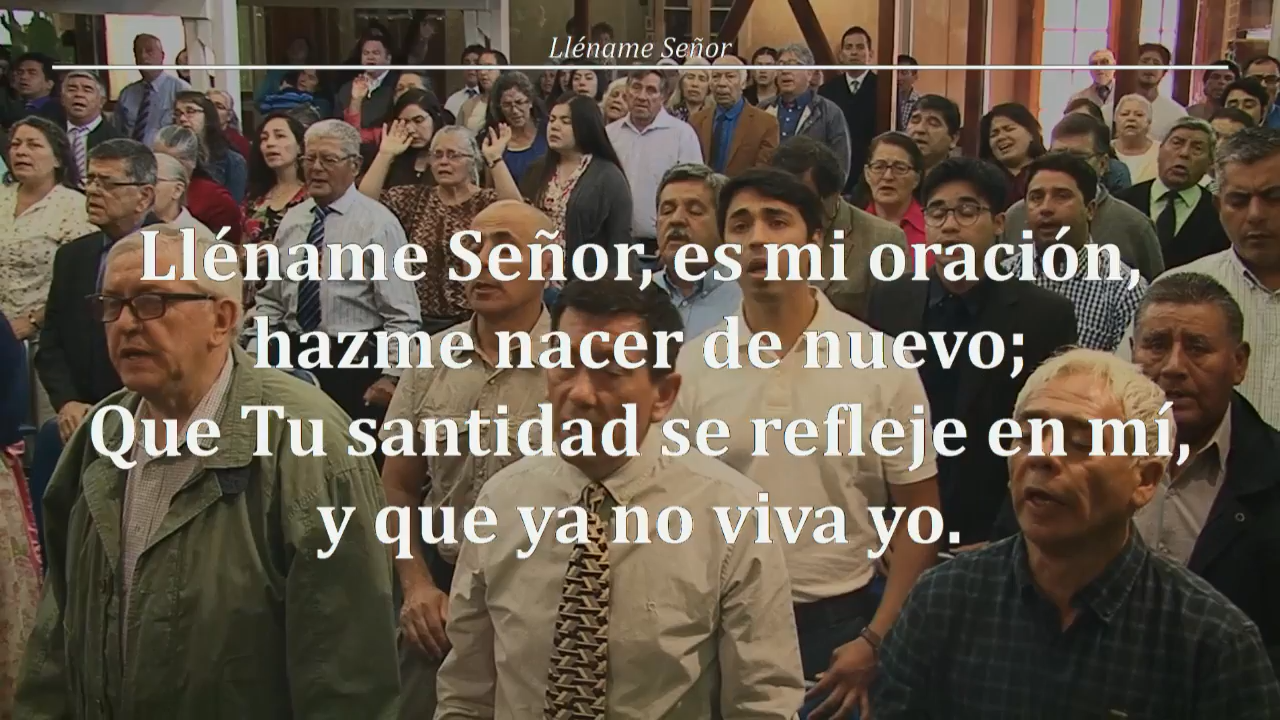 Lléname Señor
Lléname Señor, es mi oración,
hazme nacer de nuevo;
Que Tu santidad se refleje en mí,
y que ya no viva yo.